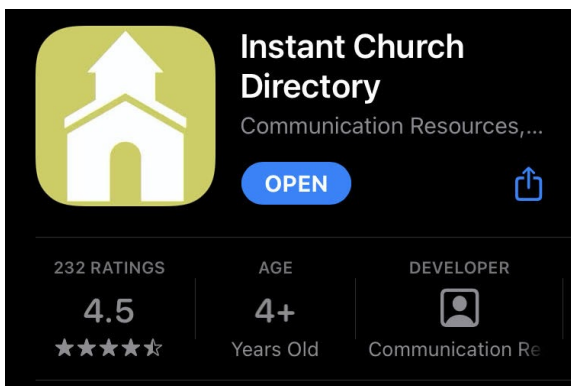 Instant Church
Directory
Communication Resources,...
OPEN
232 RATINGS
4.5
AGE
4+
Years Old
DEVELOPER
Communication Re